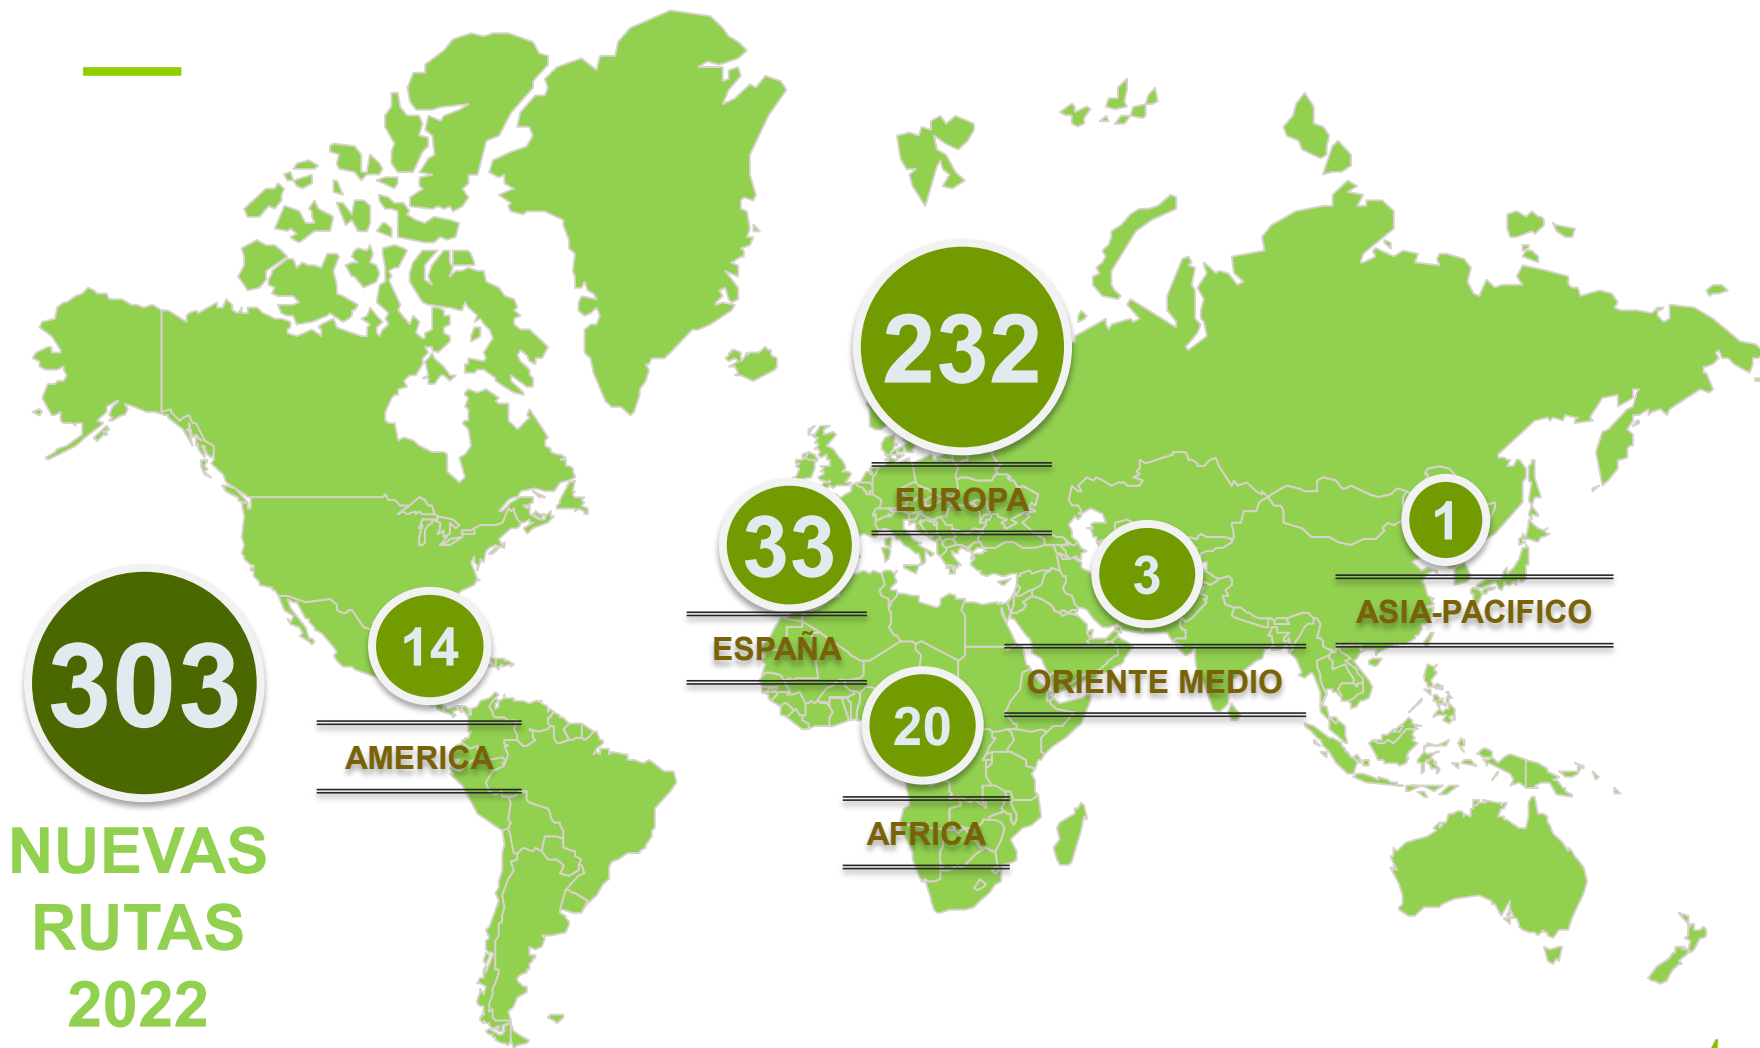 232
EUROPA
33
ESPAÑA
1
ASIA-PACIFICO
3
ORIENTE MEDIO
14
AMERICA
20
AFRICA
303
NUEVAS
RUTAS
2022